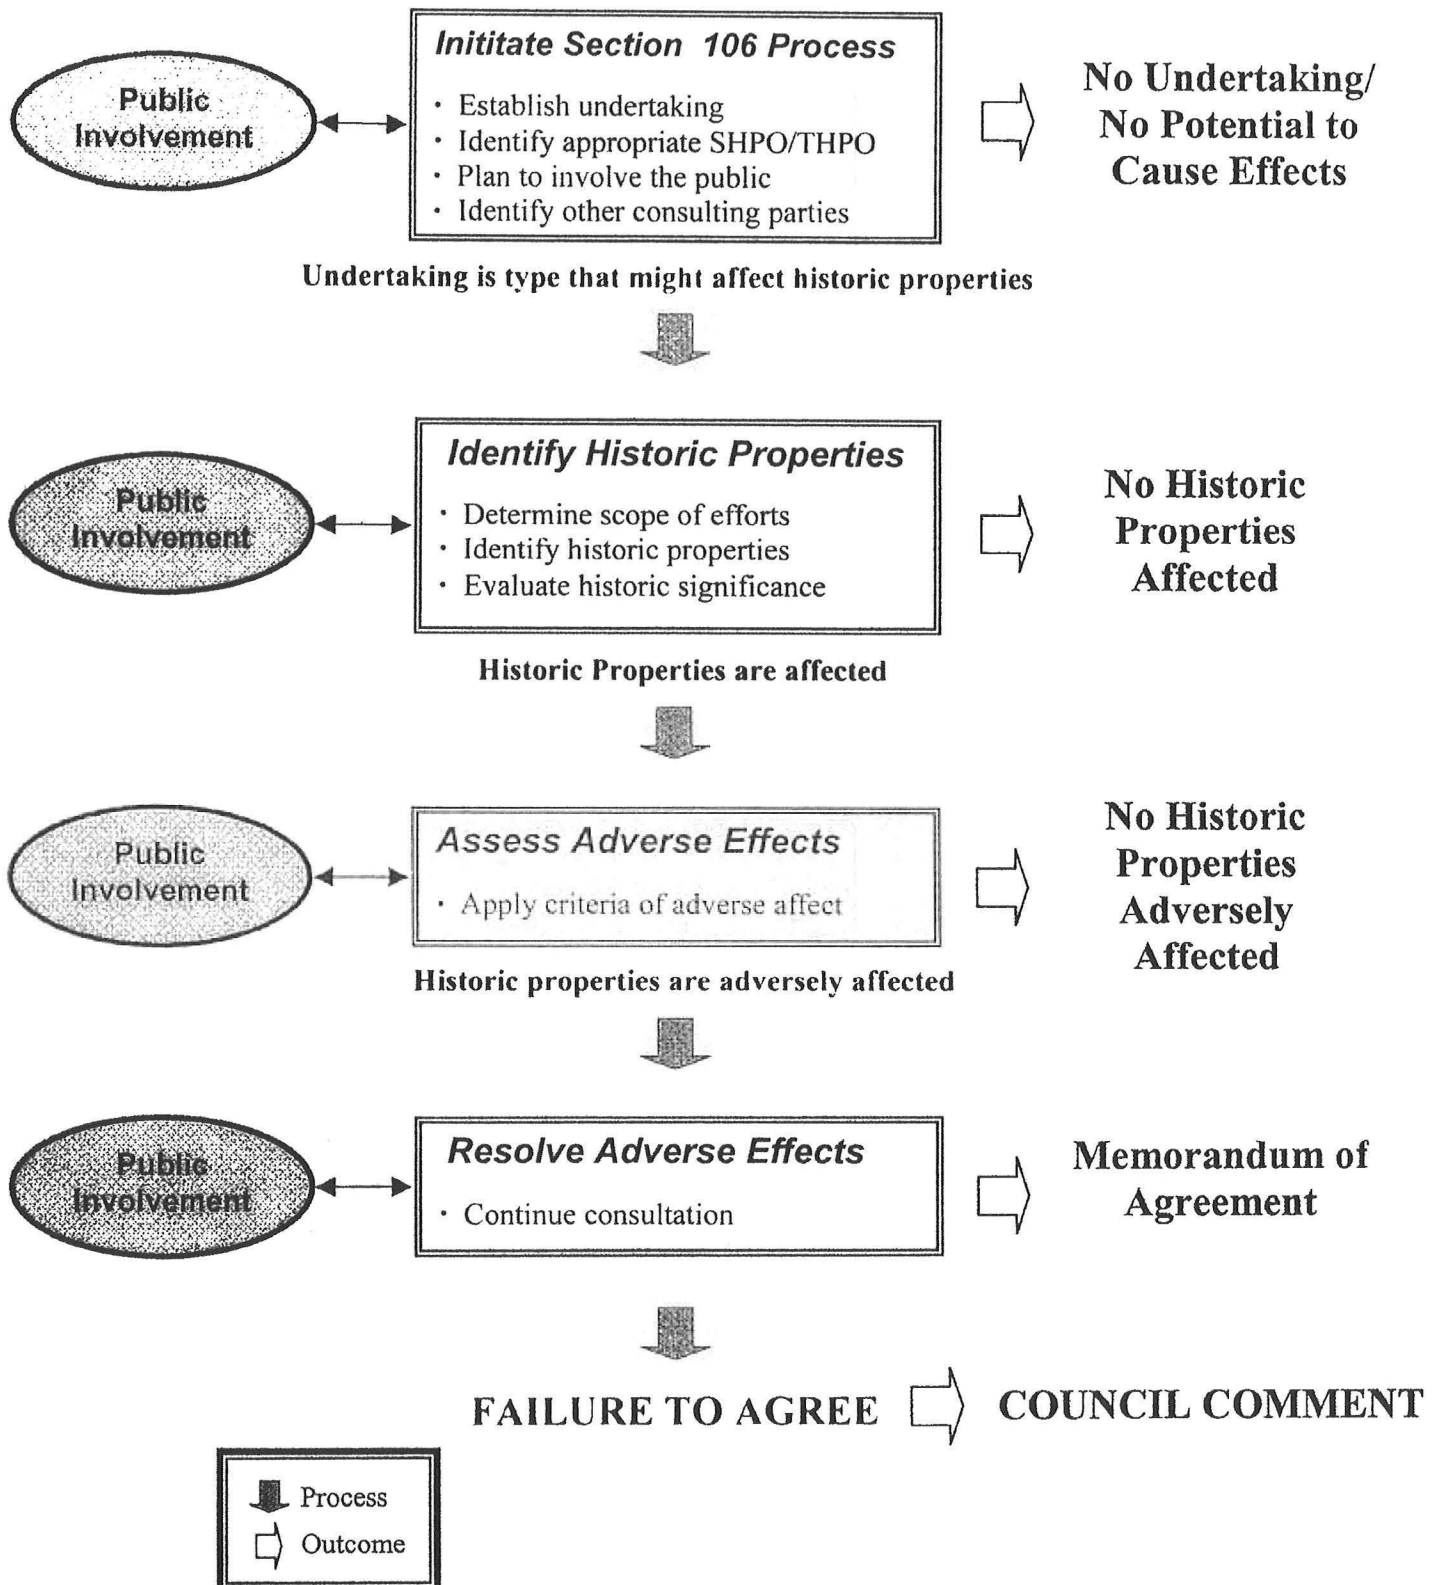 Inititate Section 106 Process
Public
Involvement
· Establish undertaking
· Identify appropriate SHPO/THPO
· Plan to involve the public
· Identify other consulting parties
No Undertaking/
No Potential to
Cause Effects
Undertaking is type that might affect historic properties
Identify Historic Properties
Public
Involvement
· Determine scope of efforts
· Identify historic properties
· Evaluate historic significance
No Historic
Properties
Affected
Historic Properties are affected
Assess Adverse Effects
Public
Involvement
· Apply criteria of adverse affect
No Historic
Properties
Adversely
Affected
Historic properties are adversely affected
Resolve Adverse Effects
Public
Involvement
· Continue consultation
Memorandum of
Agreement
FAILURE TO AGREE
COUNCIL COMMENT
Process
Outcome